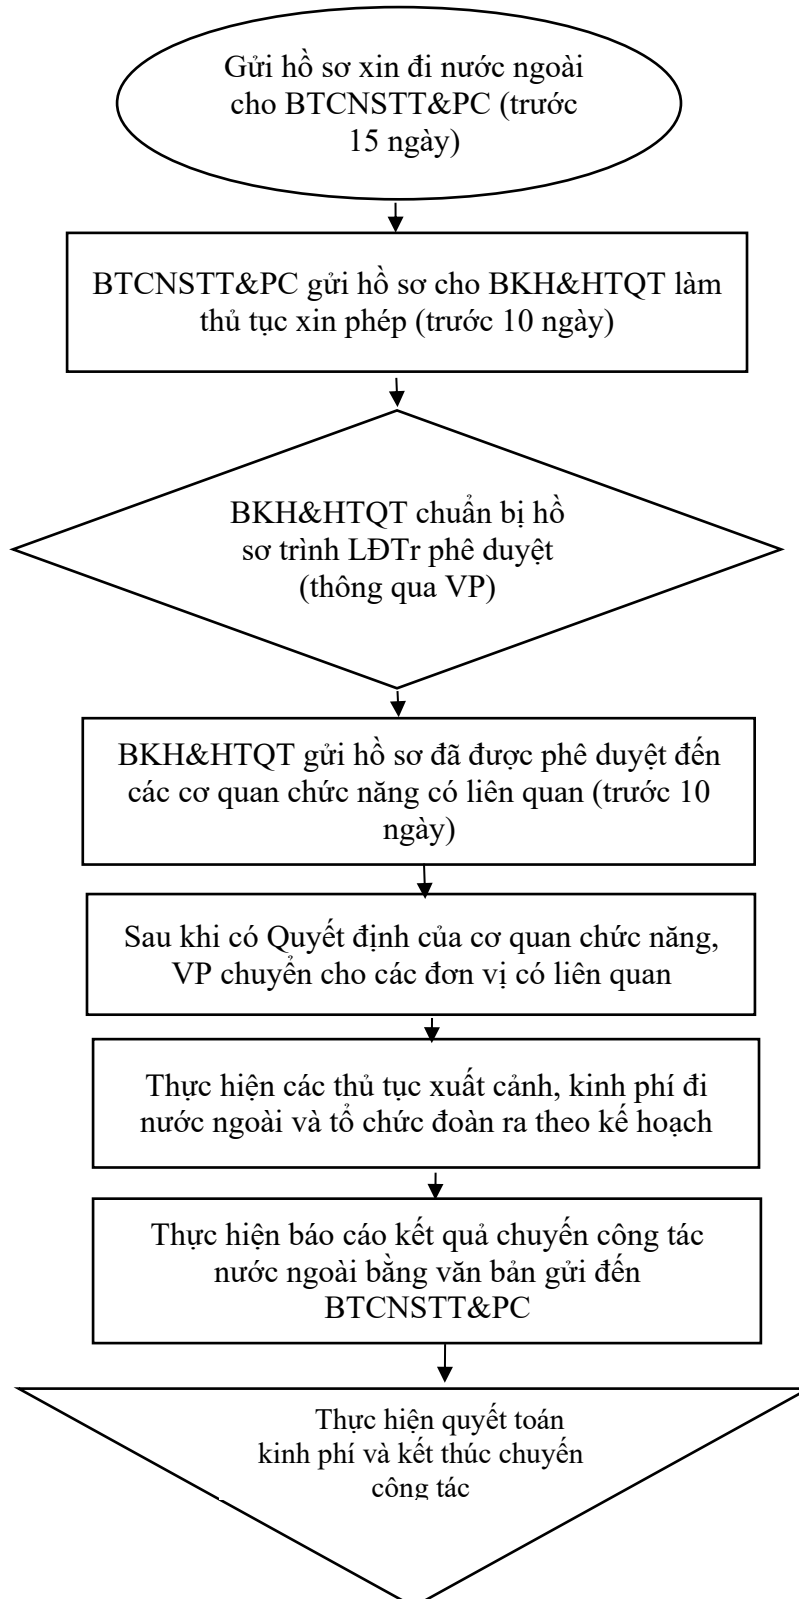 Gửi hồ sơ xin đi nước ngoài
cho BTCNSTT&PC (trước
15 ngày)
BTCNSTT&PC gửi hồ sơ cho BKH&HTQT làm
thủ tục xin phép (trước 10 ngày)
BKH&HTQT chuẩn bị hồ
sơ trình LĐTr phê duyệt
(thông qua VP)
BKH&HTQT gửi hồ sơ đã được phê duyệt đến
các cơ quan chức năng có liên quan (trước 10
ngày)
Sau khi có Quyết định của cơ quan chức năng,
VP chuyển cho các đơn vị có liên quan
Thực hiện các thủ tục xuất cảnh, kinh phí đi
nước ngoài và tổ chức đoàn ra theo kế hoạch
Thực hiện báo cáo kết quả chuyến công tác
nước ngoài bằng văn bản gửi đến
BTCNSTT&PC
Thực hiện quyết toán
kinh phí và kết thúc chuyến
công tác